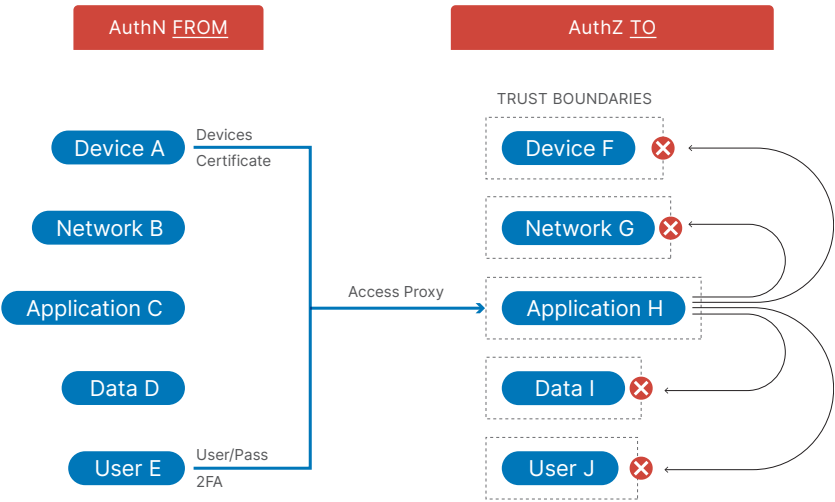 AuthN FROM
AuthZ TO
TRUST BOUNDARIES
Device A
Devices
Certificate
Device F
Network B
Network G
Application C
Access Proxy
Application H
Data D
Data I
User E
User/Pass
2FA
User J